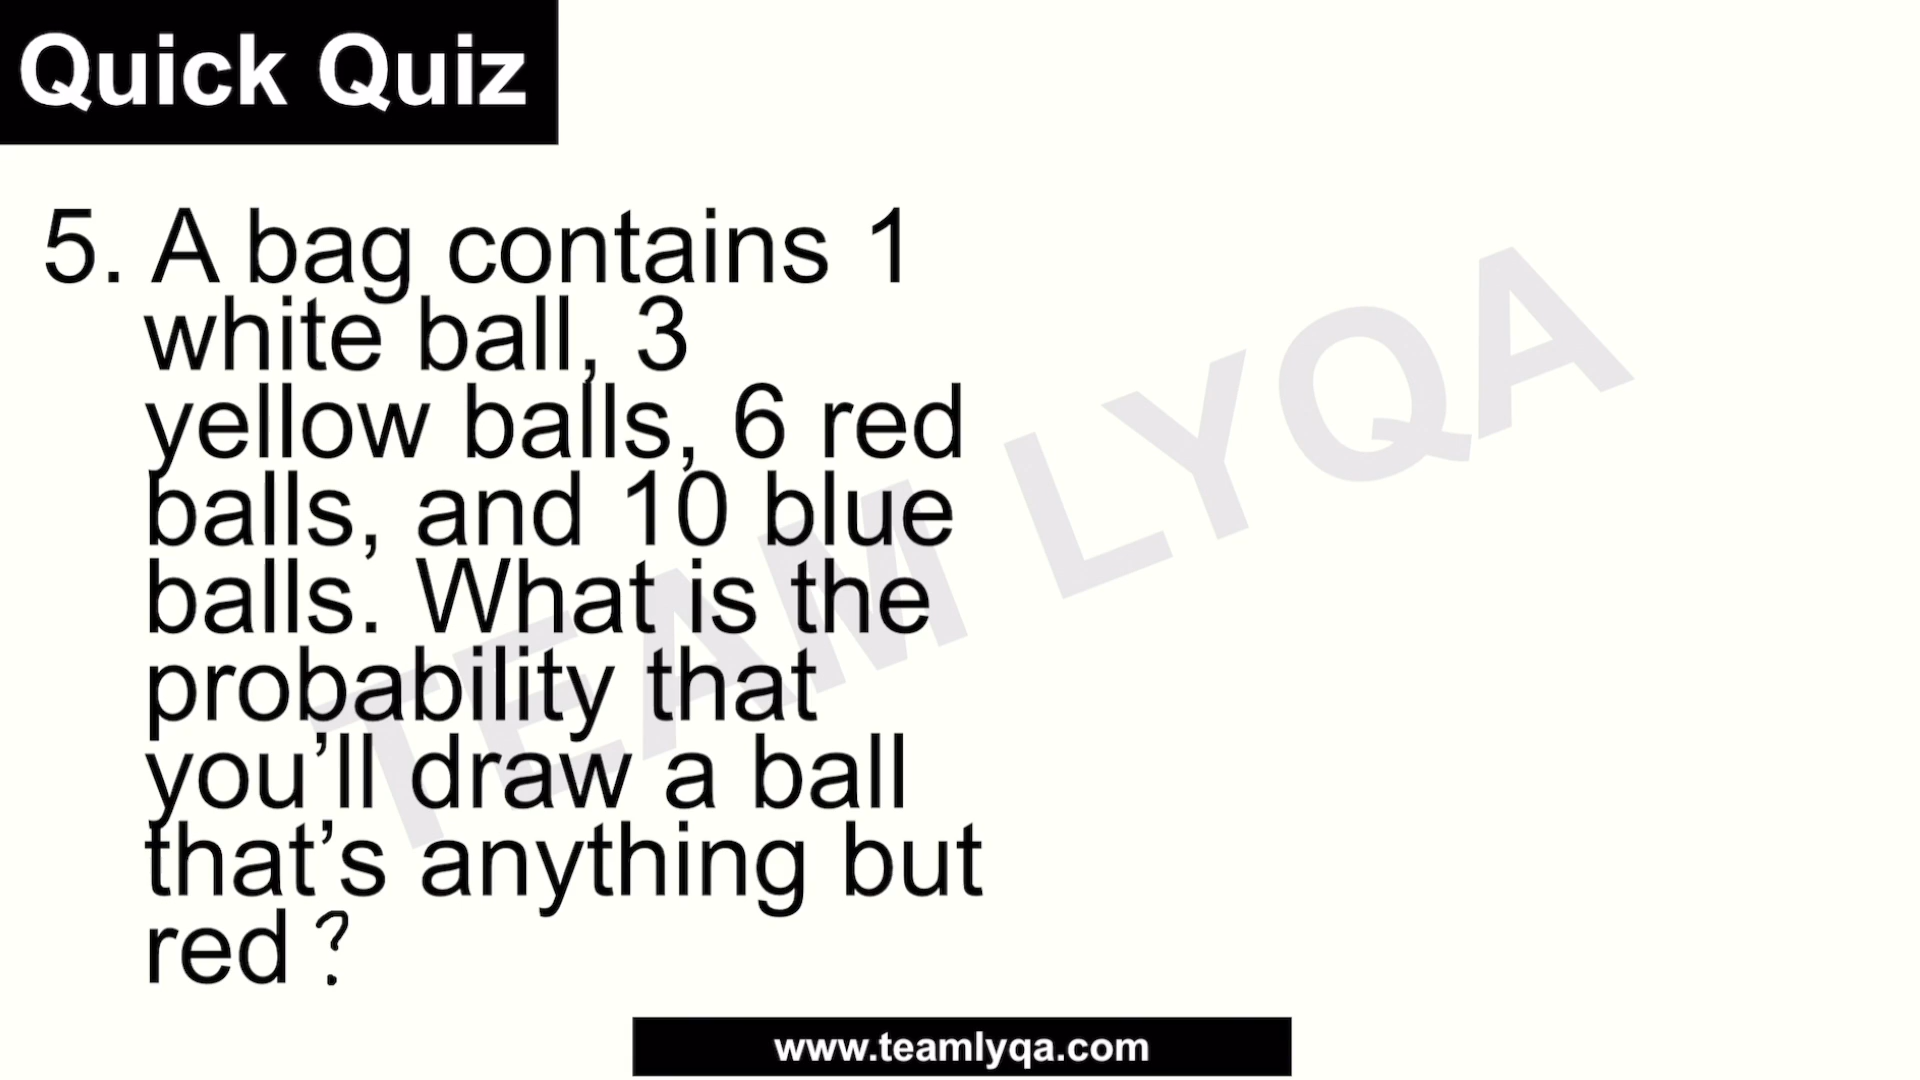 Quick Quiz
5. A bag contains 1
white ball, 3
yellow balls, 6 red
balls, and 10 blue
balls. What is the
probability that
you’ll draw a ball
that’s anything but
red ?
TEAM LYQA
www.teamlyqa.com